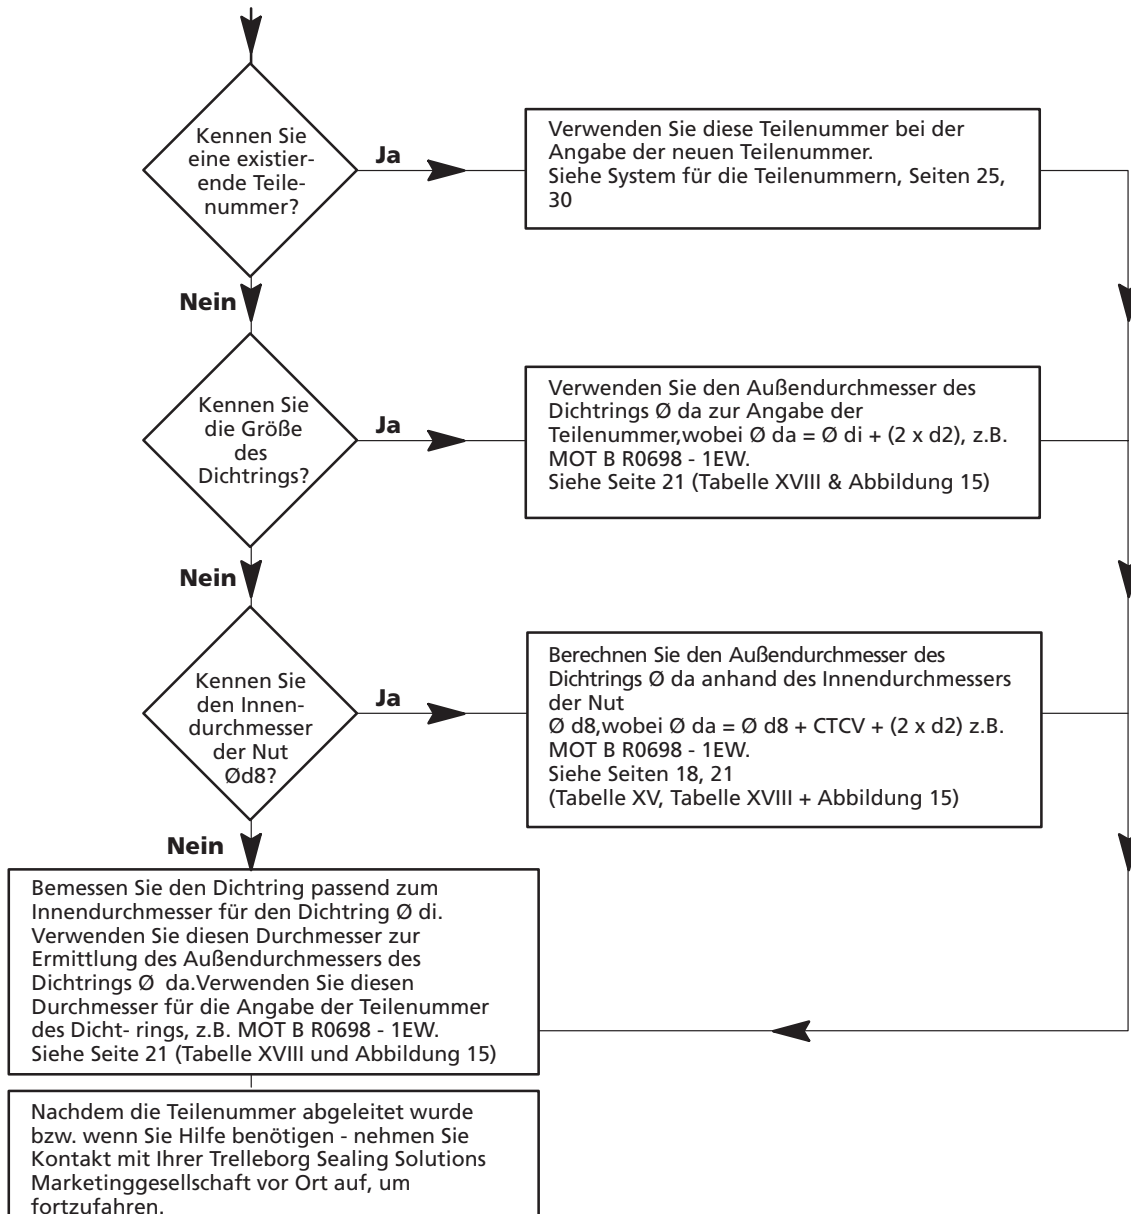 Kennen Sie
eine existier-
ende Teile-
nummer?
Ja
Verwenden Sie diese Teilenummer bei der
Angabe der neuen Teilenummer.
Siehe System für die Teilenummern, Seiten 25,
30
Nein
Kennen Sie
die Größe
des
Dichtrings?
Ja
Verwenden Sie den Außendurchmesser des
Dichtrings Ø da zur Angabe der
Teilenummer,wobei Ø da = Ø di + (2 x d2), z.B.
MOT B R0698 - 1EW.
Siehe Seite 21 (Tabelle XVIII & Abbildung 15)
Nein
Kennen Sie
den Innen-
durchmesser
der Nut
Ød8?
Ja
Berechnen Sie den Außendurchmesser des
Dichtrings Ø da anhand des Innendurchmessers
der Nut
Ø d8,wobei Ø da = Ø d8 + CTCV + (2 x d2) z.B.
MOT B R0698 - 1EW.
Siehe Seiten 18, 21
(Tabelle XV, Tabelle XVIII + Abbildung 15)
Nein
Bemessen Sie den Dichtring passend zum
Innendurchmesser für den Dichtring Ø di.
Verwenden Sie diesen Durchmesser zur
Ermittlung des Außendurchmessers des
Dichtrings Ø da.Verwenden Sie diesen
Durchmesser für die Angabe der Teilenummer
des Dicht- rings, z.B. MOT B R0698 - 1EW.
Siehe Seite 21 (Tabelle XVIII und Abbildung 15)
Nachdem die Teilenummer abgeleitet wurde
bzw. wenn Sie Hilfe benötigen - nehmen Sie
Kontakt mit Ihrer Trelleborg Sealing Solutions
Marketinggesellschaft vor Ort auf, um
fortzufahren.